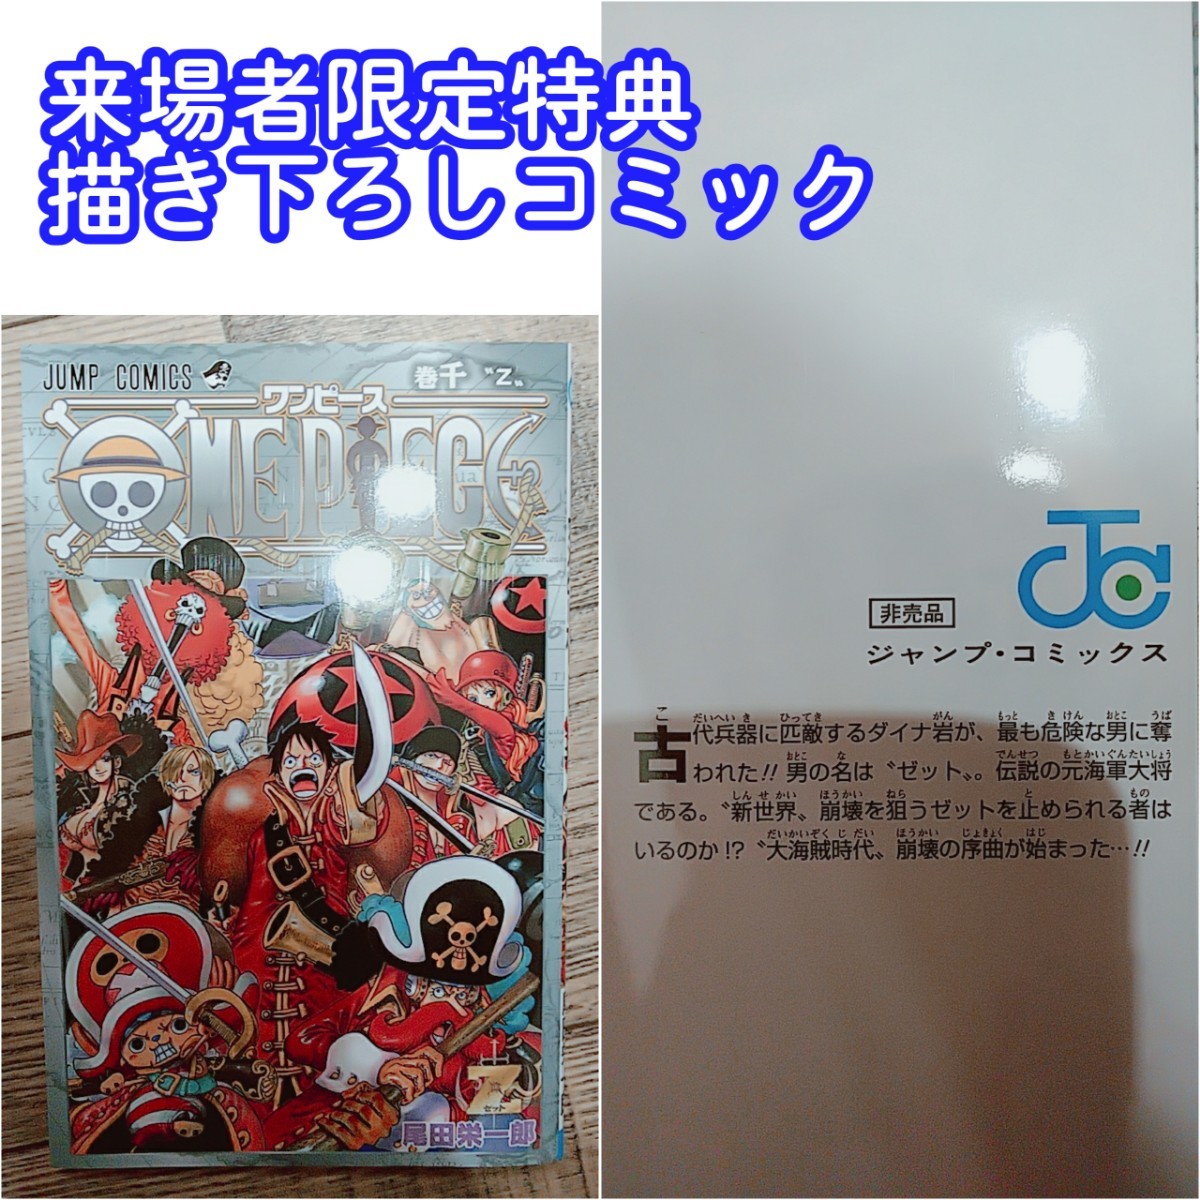 来場者限定特典
描き下ろしコミック
JUMP COMICS
巻千 〝Z〟
ワンピース
ONE PIECE
Z
ゼット
尾田栄一郎
JC
非売品
ジャンプ・コミックス
古代兵器に匹敵するダイナ岩が、最も危険な男に奪
われた!! 男の名は〝ゼット〟。伝説の元海軍大将
である。〝新世界〟崩壊を狙うゼットを止められる者は
いるのか!? 〝大海賊時代〟崩壊の序曲が始まった…!!